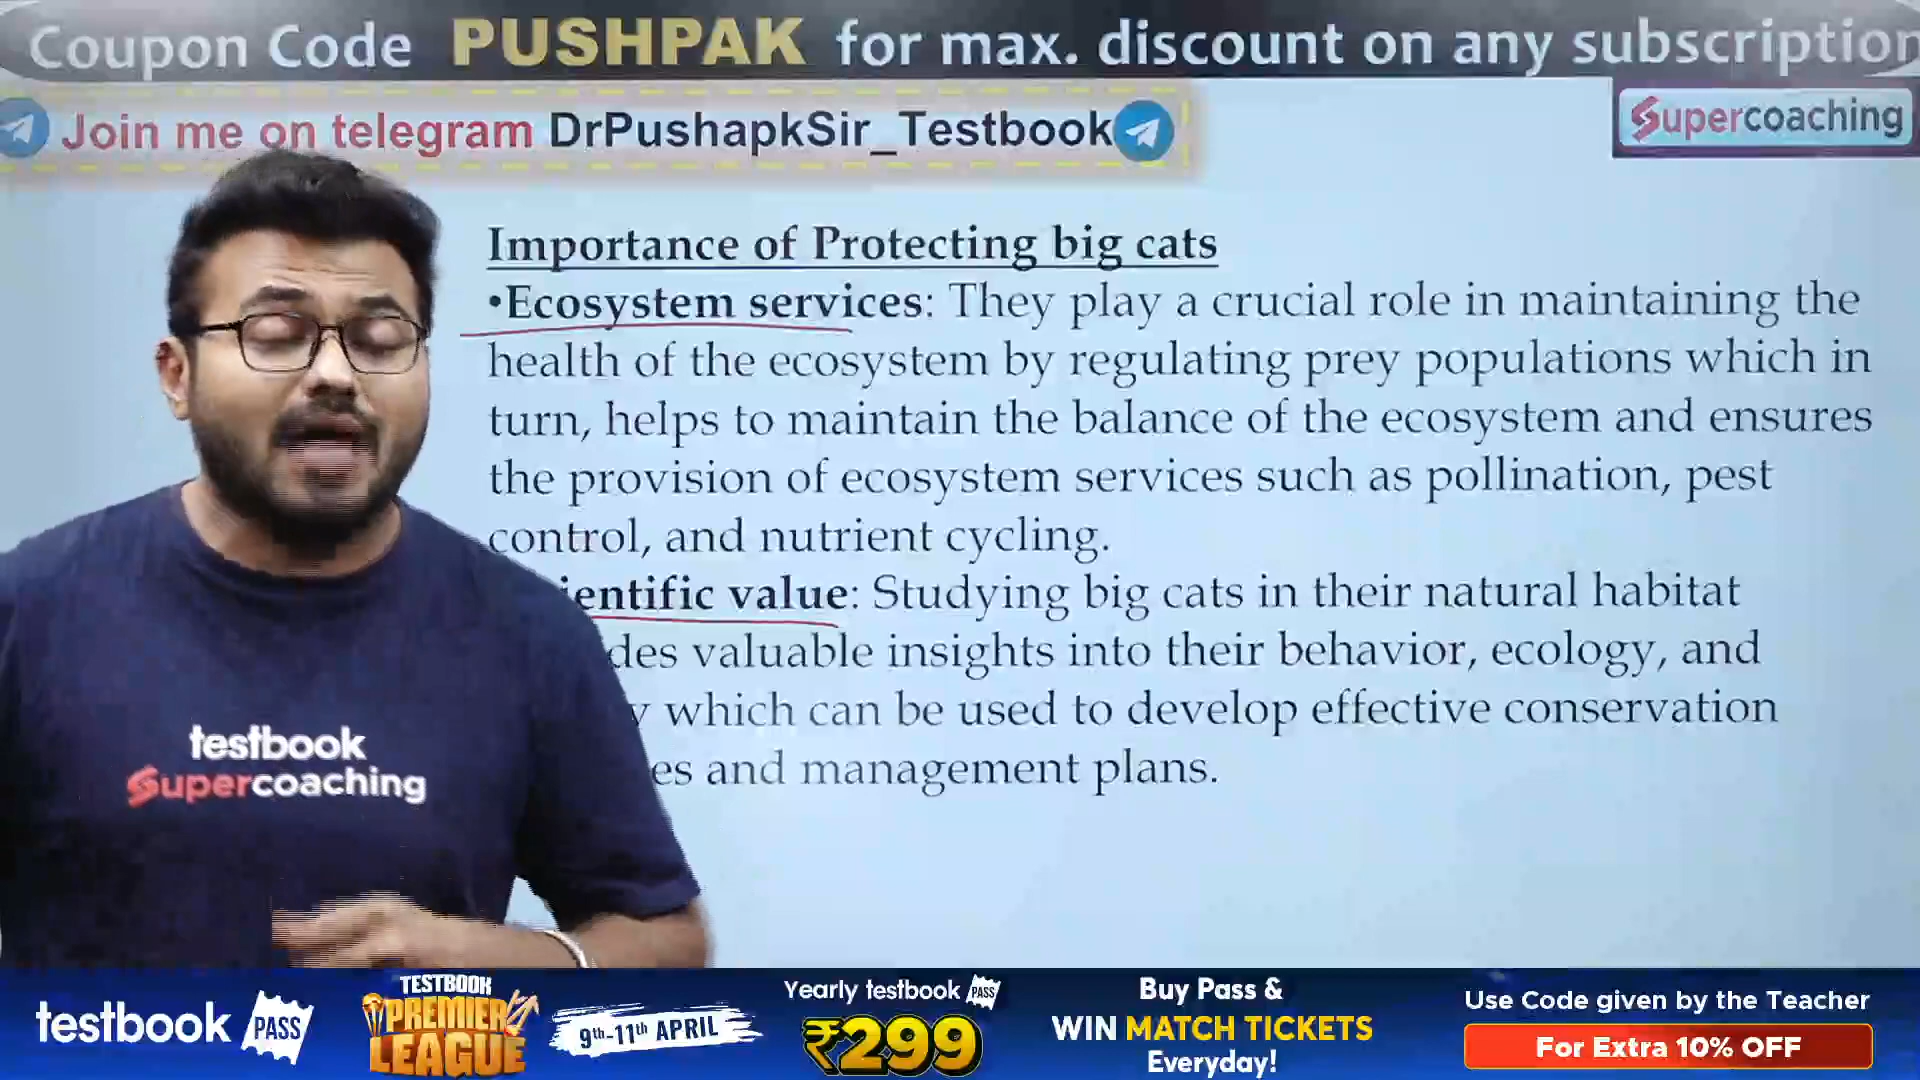 Coupon Code PUSHPAK for max. discount on any subscription
Join me on telegram DrPushapkSir_Testbook
Supercoaching
Importance of Protecting big cats
•Ecosystem services: They play a crucial role in maintaining the
health of the ecosystem by regulating prey populations which in
turn, helps to maintain the balance of the ecosystem and ensures
the provision of ecosystem services such as pollination, pest
control, and nutrient cycling.
value: Studying big cats in their natural habitat
valuable insights into their behavior, ecology, and
which can be used to develop effective conservation
and management plans.
testbook
Supercoaching
testbook PASS
TESTBOOK
PREMIER
LEAGUE
9th-11th APRIL
Yearly testbook PASS
₹299
Buy Pass &
WIN MATCH TICKETS
Everyday!
Use Code given by the Teacher
For Extra 10% OFF